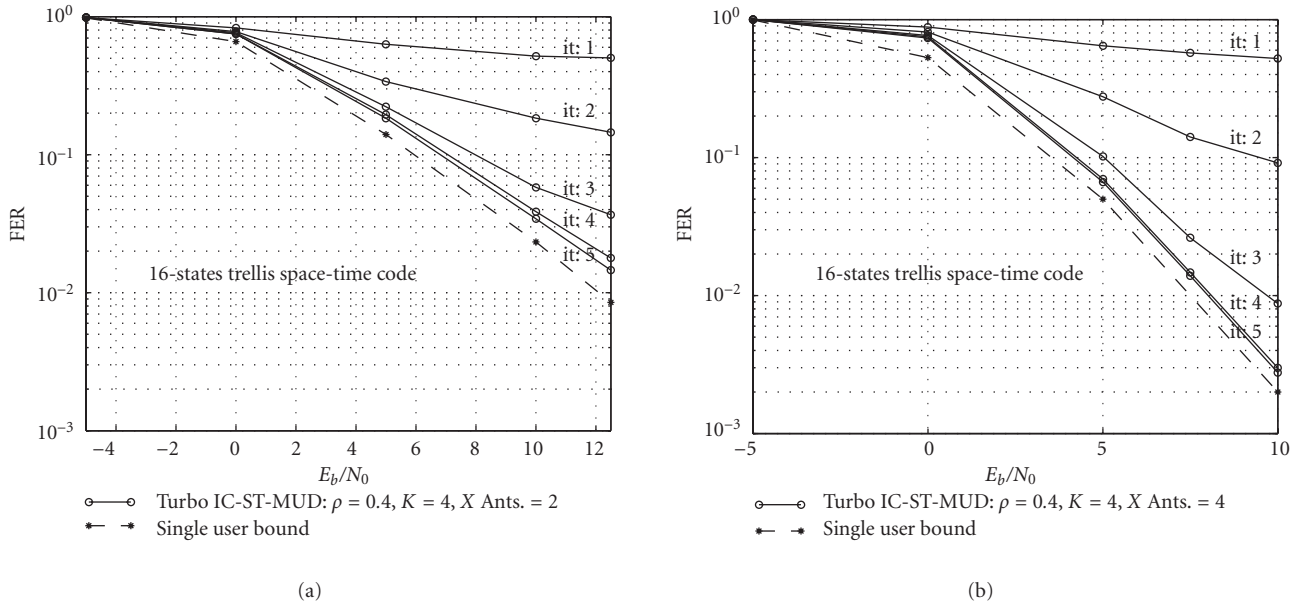 10^0
10^−1
10^−2
10^−3
FER
it: 1
it: 2
it: 3
it: 4
it: 5
16-states trellis space-time code
−4 −2 0 2 4 6 8 10 12
E_b/N_0
Turbo IC-ST-MUD: ρ = 0.4, K = 4, X Ants. = 2
Single user bound
(a)
10^0
10^−1
10^−2
10^−3
FER
it: 1
it: 2
it: 3
it: 4
it: 5
16-states trellis space-time code
−5 0 5 10
E_b/N_0
Turbo IC-ST-MUD: ρ = 0.4, K = 4, X Ants. = 4
Single user bound
(b)